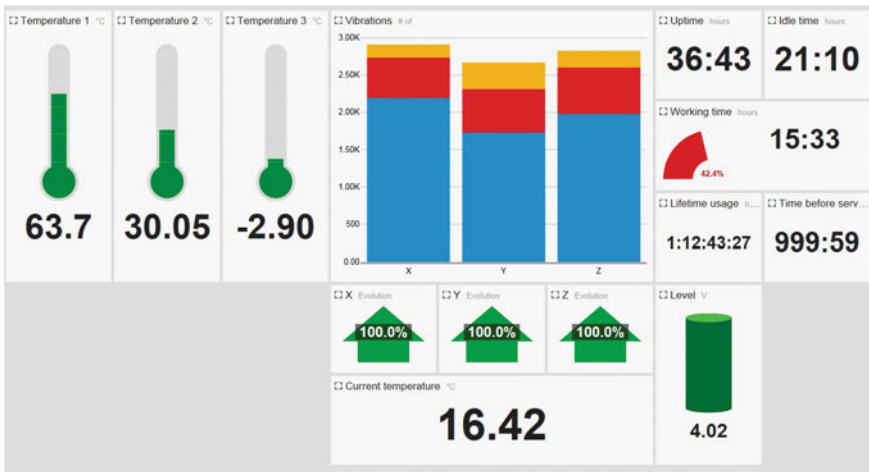 Temperature 1 °C
63.7
Temperature 2 °C
30.05
Temperature 3 °C
-2.90
Vibrations # of
3.00K
2.50K
2.00K
1.50K
1.00K
500
0.00
X
Y
Z
Uptime hours
36:43
Idle time hours
21:10
Working time hours
42.4%
15:33
Lifetime usage h...
1:12:43:27
Time before serv...
999:59
X Evolution
100.0%
Y Evolution
100.0%
Z Evolution
100.0%
Level V
4.02
Current temperature °C
16.42